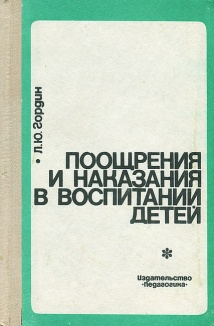 Л.Ю. Гордин
ПООЩРЕНИЯ
И НАКАЗАНИЯ
В ВОСПИТАНИИ
ДЕТЕЙ
Издательство
«Педагогика»